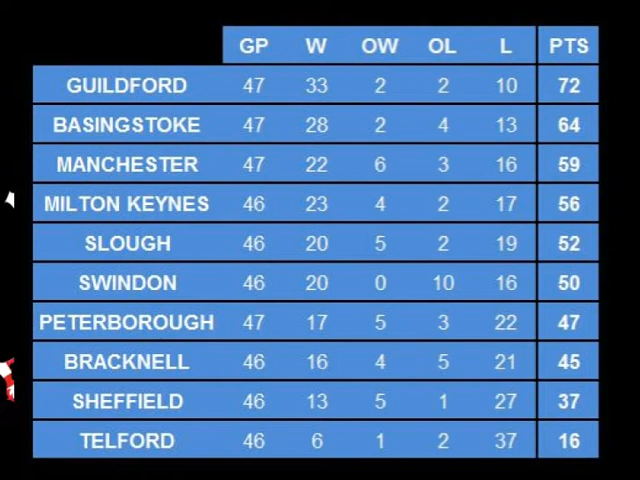 GP W OW OL L PTS
GUILDFORD 47 33 2 2 10 72
BASINGSTOKE 47 28 2 4 13 64
MANCHESTER 47 22 6 3 16 59
MILTON KEYNES 46 23 4 2 17 56
SLOUGH 46 20 5 2 19 52
SWINDON 46 20 0 10 16 50
PETERBOROUGH 47 17 5 3 22 47
BRACKNELL 46 16 4 5 21 45
SHEFFIELD 46 13 5 1 27 37
TELFORD 46 6 1 2 37 16